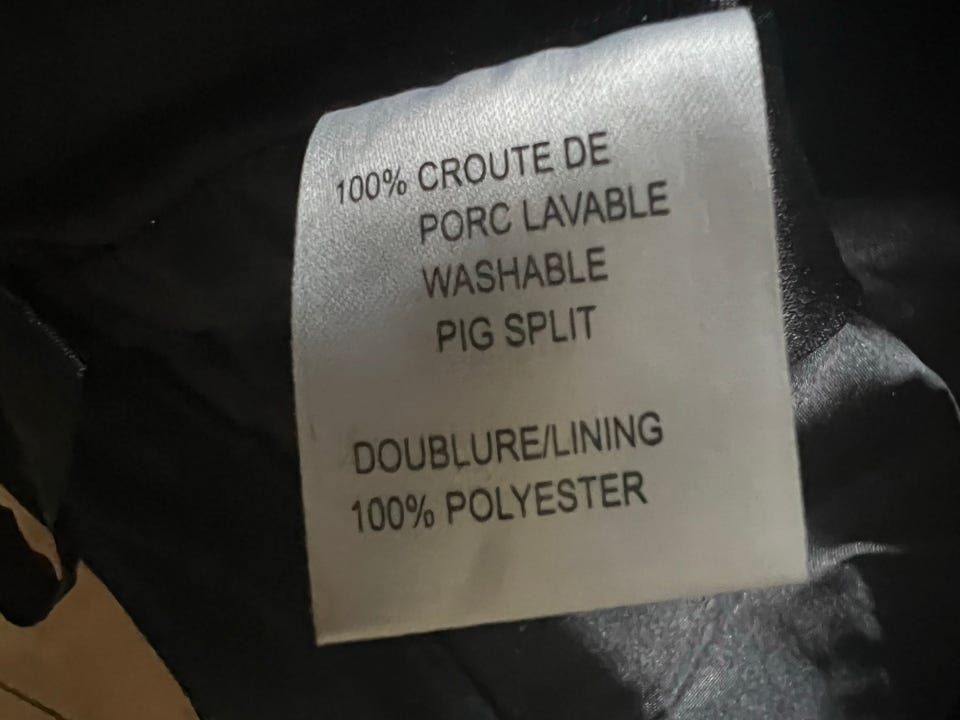 100% CROUTE DE
PORC LAVABLE
WASHABLE
PIG SPLIT
DOUBLURE/LINING
100% POLYESTER